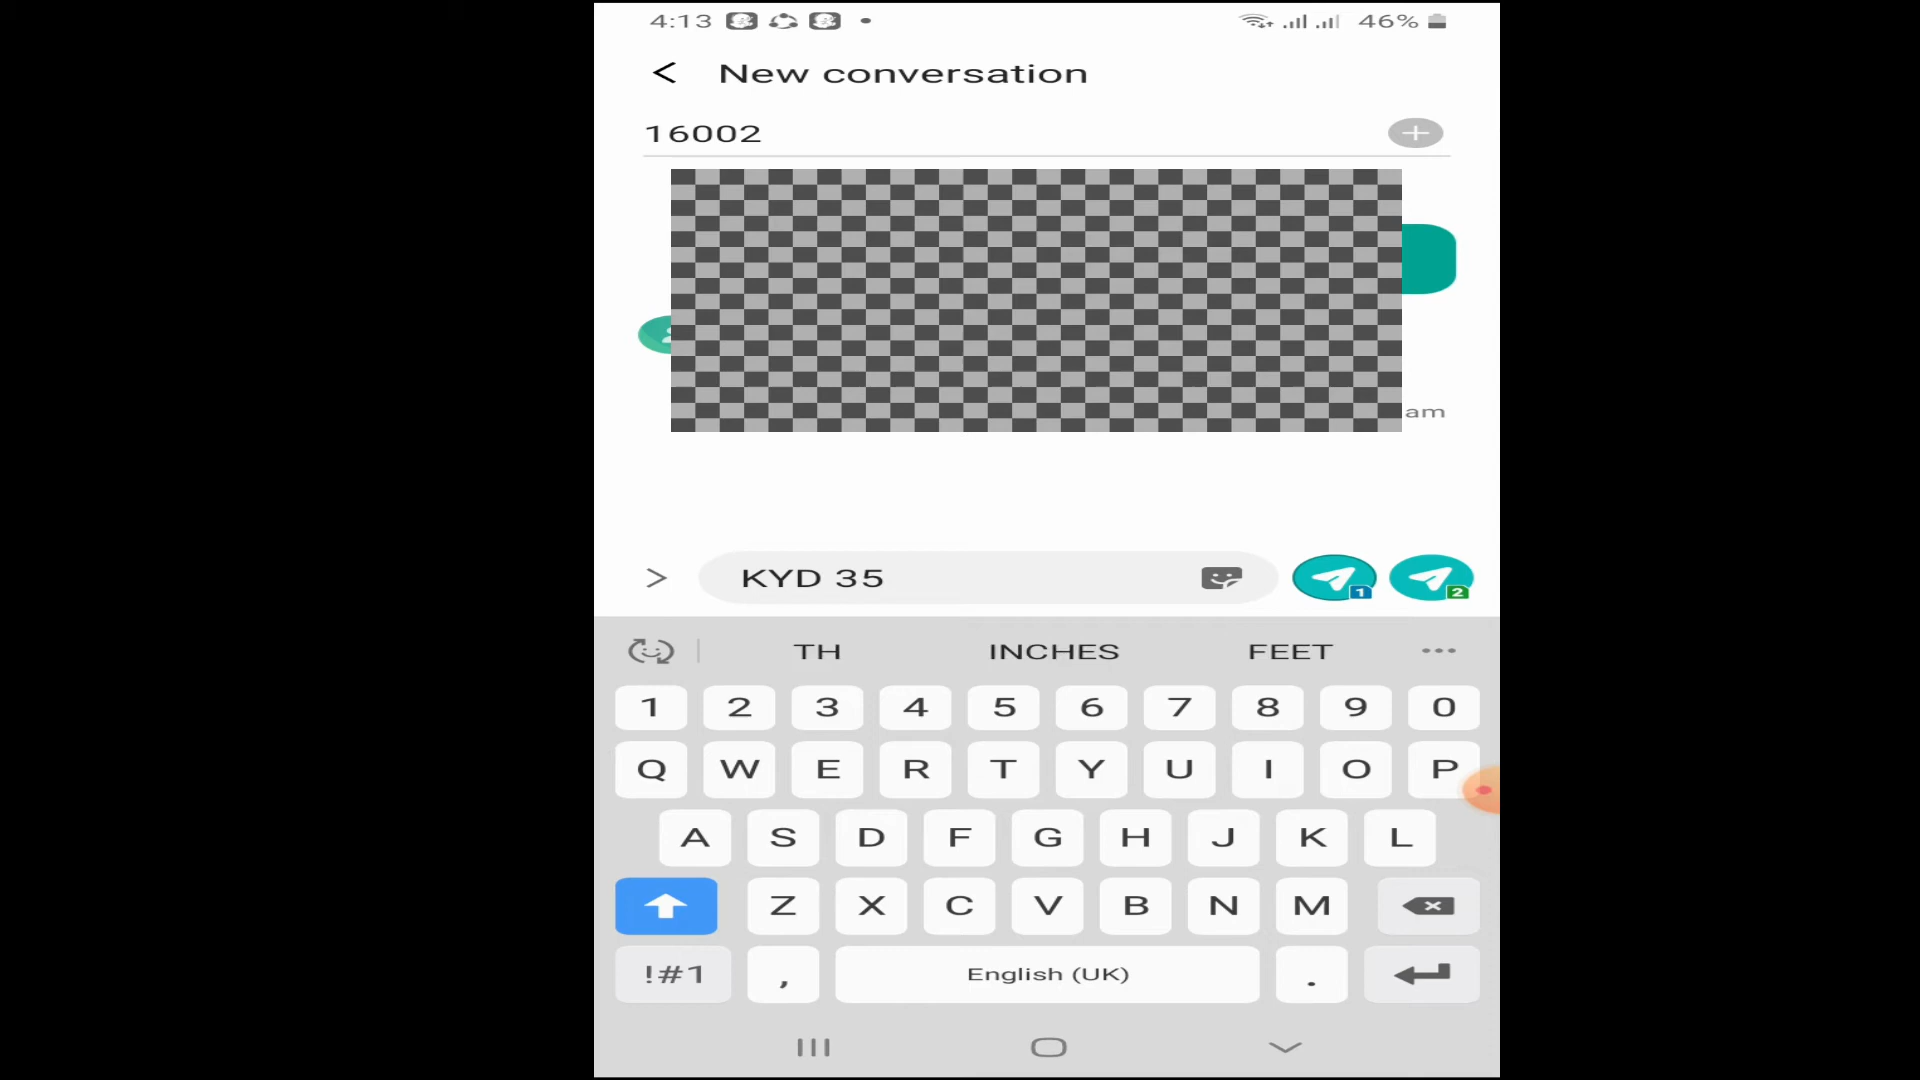 4:13 46%
New conversation
16002
am
KYD 35
1 2
TH INCHES FEET
1 2 3 4 5 6 7 8 9 0
Q W E R T Y U I O P
A S D F G H J K L
Z X C V B N M
!#1 , English (UK) .